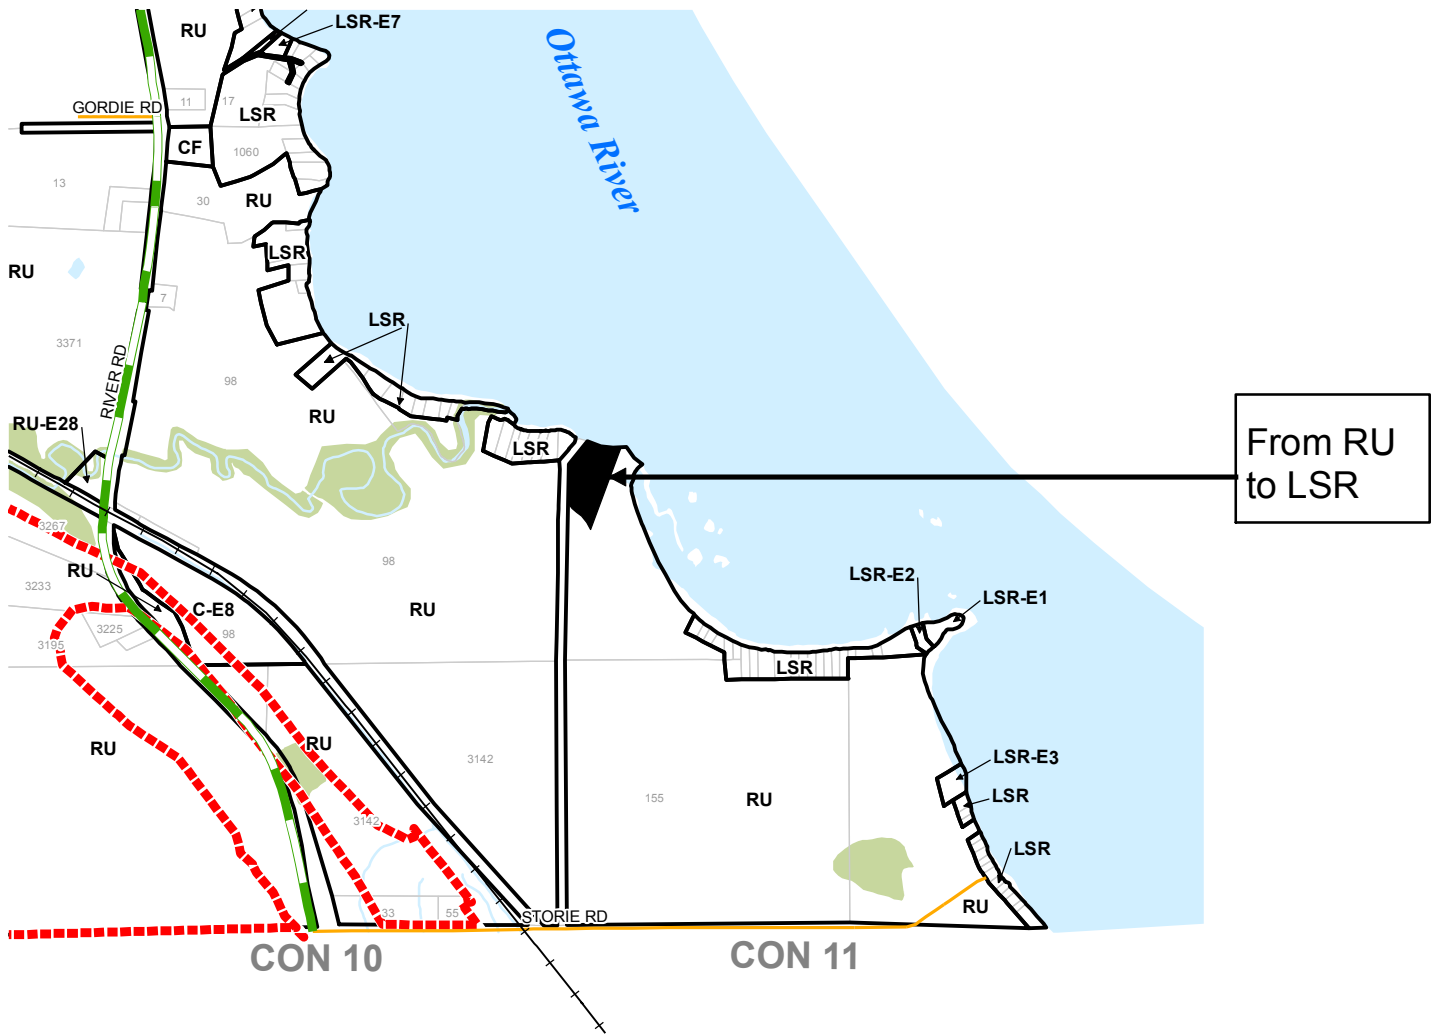 RU
LSR-E7
Ottawa River
GORDIE RD
11
17
LSR
CF
1060
13
30
RU
LSR
RU
7
LSR
3371
RIVER RD
98
RU
RU-E28
LSR
From RU
to LSR
3267
98
RU
3233
C-E8
RU
LSR-E2
LSR-E1
3225
98
3195
LSR
RU
RU
3142
LSR-E3
155
RU
LSR
3142
LSR
33
55
STORIE RD
RU
CON 10
CON 11